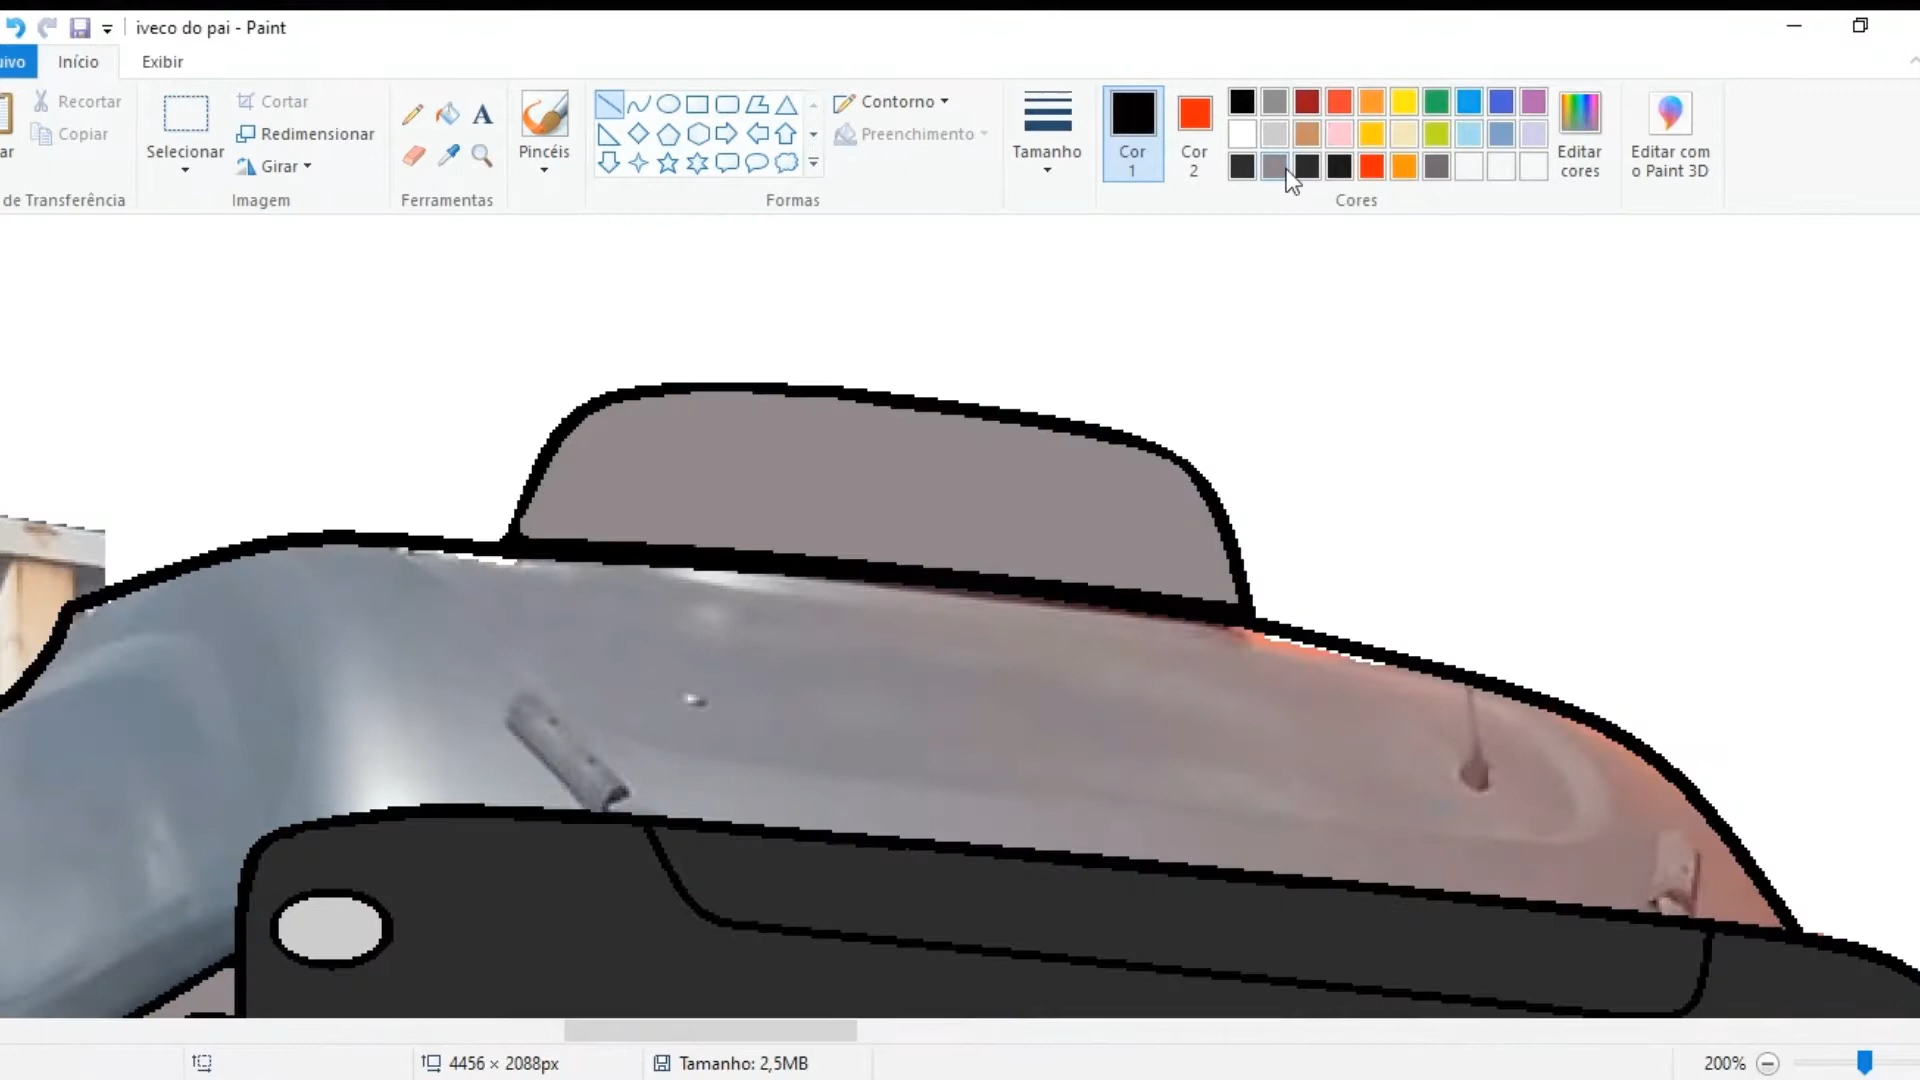 iveco do pai - Paint
uivo Início Exibir
Recortar
Copiar
ar
de Transferência
Selecionar
Cortar
Redimensionar
Girar
Imagem
A
Ferramentas
Pincéis
Contorno
Preenchimento
Formas
Tamanho
Cor
1
Cor
2
Editar
cores
Cores
Editar com
o Paint 3D
4456 × 2088px
Tamanho: 2,5MB
200%